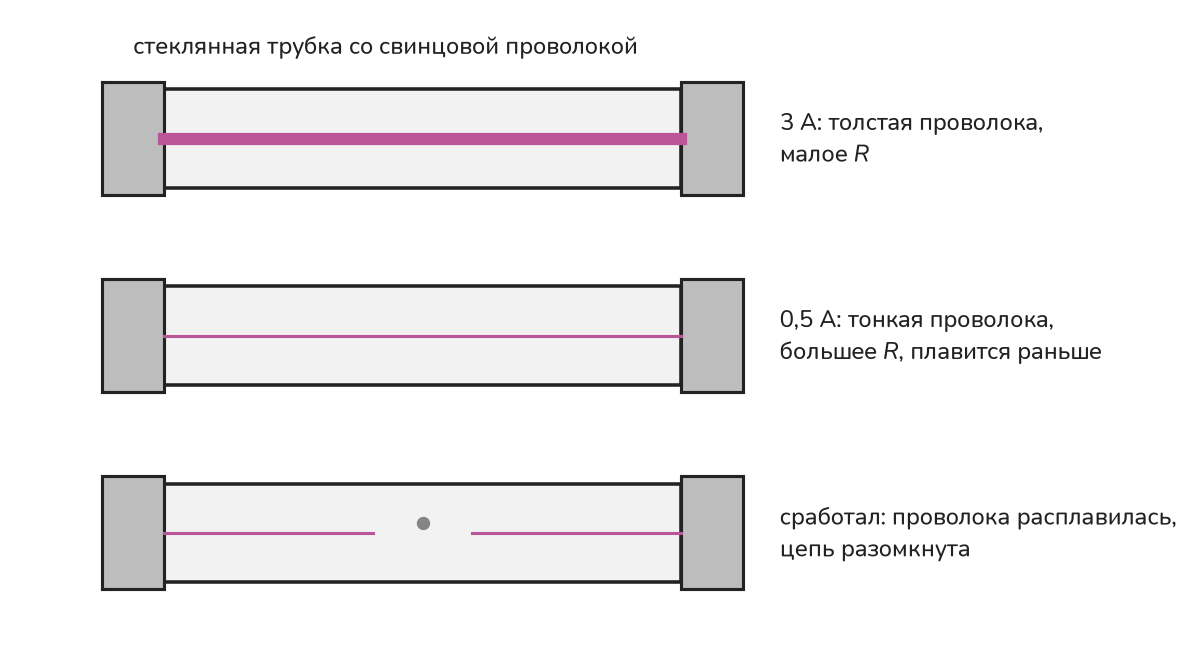 стеклянная трубка со свинцовой проволокой
3 А: толстая проволока,
малое R
0,5 А: тонкая проволока,
большее R, плавится раньше
сработал: проволока расплавилась,
цепь разомкнута